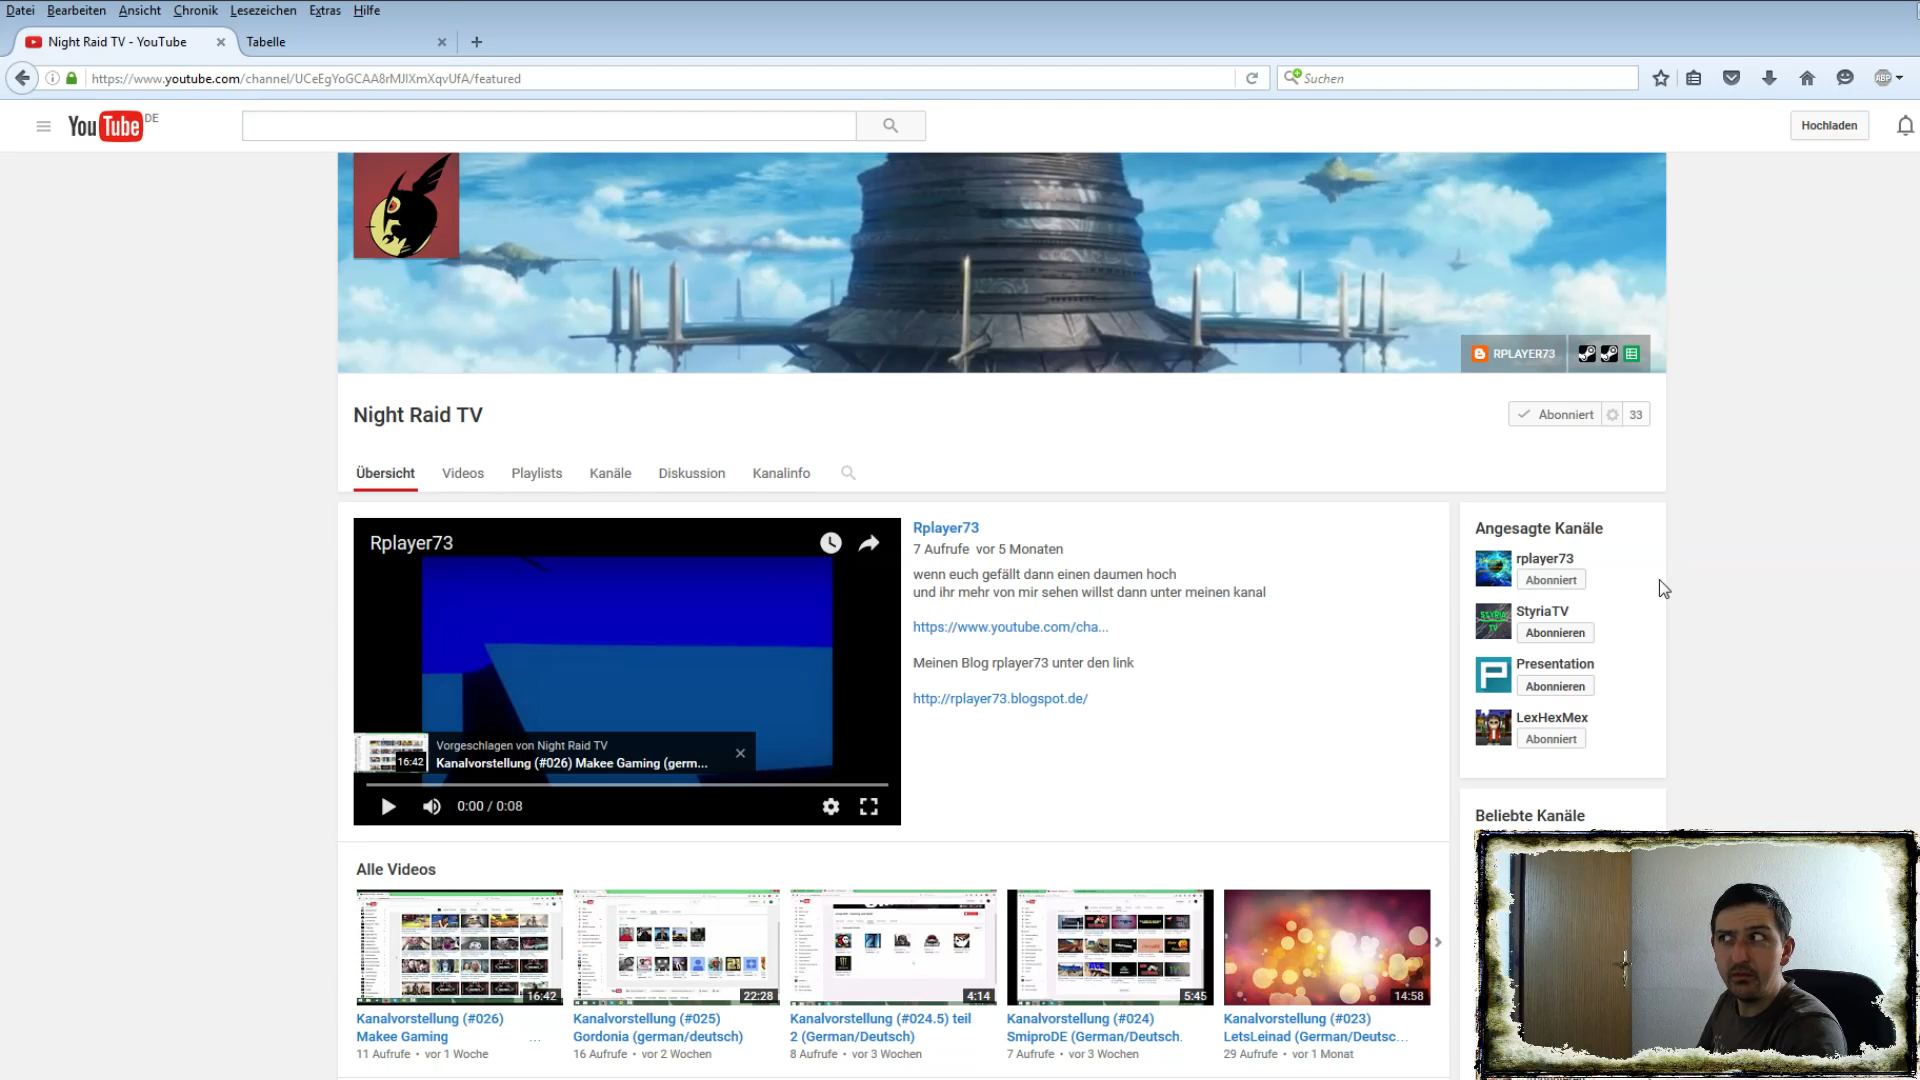 Datei Bearbeiten Ansicht Chronik Lesezeichen Extras Hilfe
Night Raid TV - YouTube
Tabelle
https://www.youtube.com/channel/UCeEgYoGCAA8rMJlXmXqvUfA/featured
Suchen
ABP
YouTube DE
Hochladen
RPLAYER73
Night Raid TV
Abonniert 33
Übersicht Videos Playlists Kanäle Diskussion Kanalinfo
Rplayer73
Vorgeschlagen von Night Raid TV
Kanalvorstellung (#026) Makee Gaming (germ...
16:42
0:00 / 0:08
Rplayer73
7 Aufrufe vor 5 Monaten
wenn euch gefällt dann einen daumen hoch
und ihr mehr von mir sehen willst dann unter meinen kanal
https://www.youtube.com/cha...
Meinen Blog rplayer73 unter den link
http://rplayer73.blogspot.de/
Angesagte Kanäle
rplayer73
Abonniert
StyriaTV
Abonnieren
Presentation
Abonnieren
LexHexMex
Abonniert
Beliebte Kanäle
Alle Videos
16:42
Kanalvorstellung (#026)
Makee Gaming ...
11 Aufrufe • vor 1 Woche
22:28
Kanalvorstellung (#025)
Gordonia (german/deutsch)
16 Aufrufe • vor 2 Wochen
4:14
Kanalvorstellung (#024.5) teil
2 (German/Deutsch)
8 Aufrufe • vor 3 Wochen
5:45
Kanalvorstellung (#024)
SmiproDE (German/Deutsch.
7 Aufrufe • vor 3 Wochen
14:58
Kanalvorstellung (#023)
LetsLeinad (German/Deutsc...
29 Aufrufe • vor 1 Monat